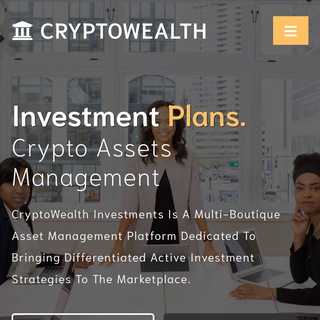 CRYPTOWEALTH
Investment Plans.
Crypto Assets
Management
CryptoWealth Investments Is A Multi-Boutique
Asset Management Platform Dedicated To
Bringing Differentiated Active Investment
Strategies To The Marketplace.